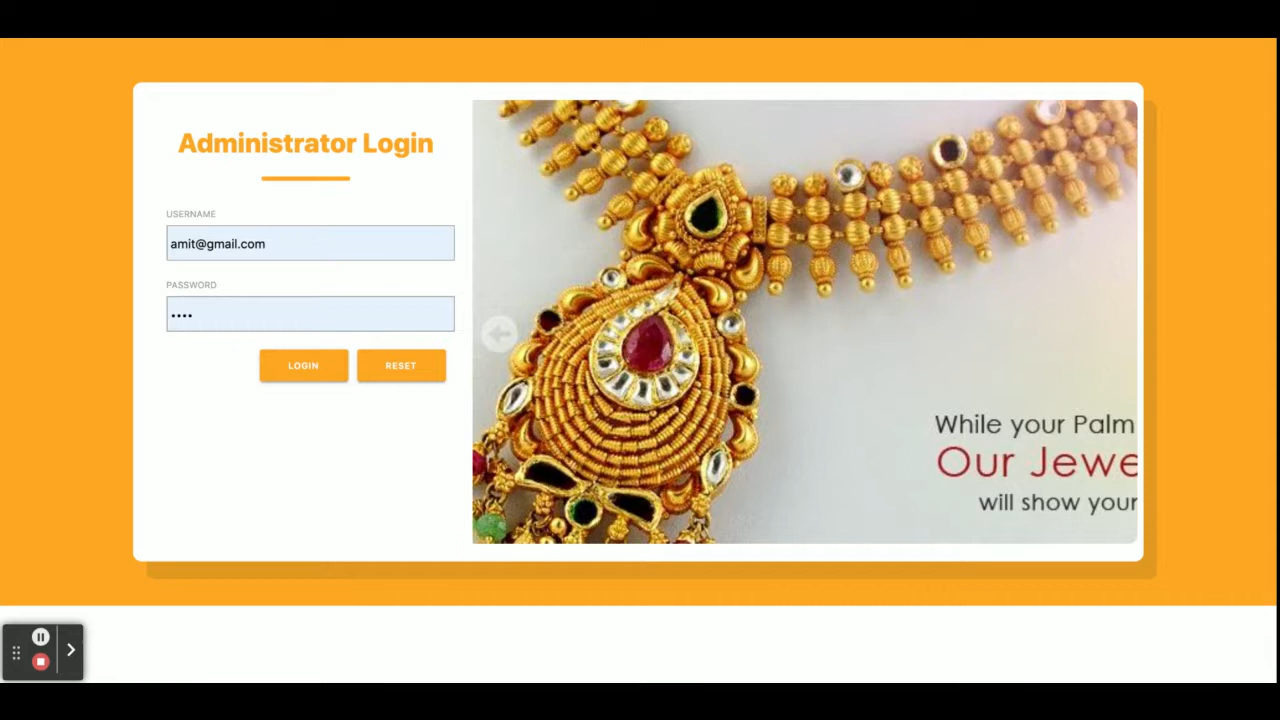 Administrator Login
USERNAME
amit@gmail.com
PASSWORD
••••
LOGIN RESET
While your Palm
Our Jewe
will show your